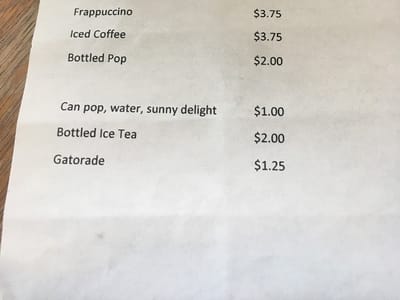 Frappuccino $3.75
Iced Coffee $3.75
Bottled Pop $2.00
Can pop, water, sunny delight $1.00
Bottled Ice Tea $2.00
Gatorade $1.25